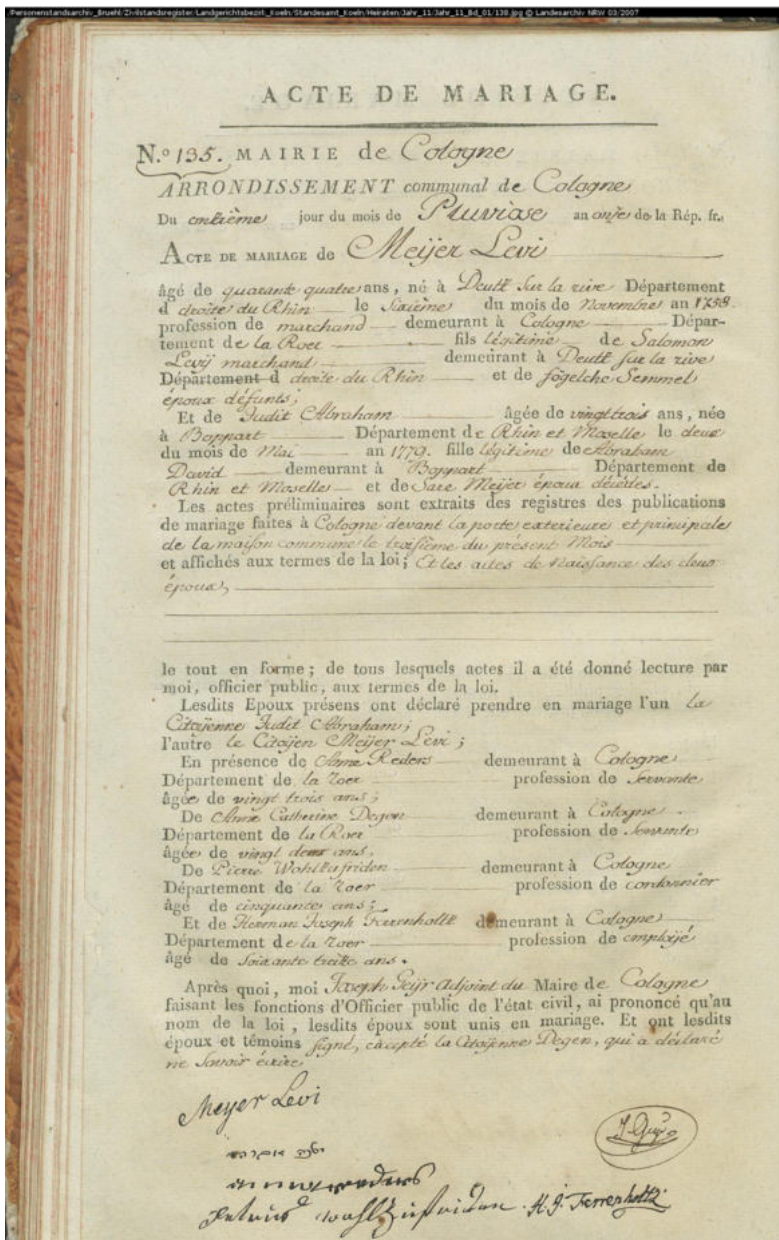 Personenstandsarchiv_Bruehl/Zivilstandsregister/Landgerichtsbezirk_Koeln/Standesamt_Koeln/Heiraten/Jahr_11/Jahr_11_Bd_01/138.jpg © Landesarchiv NRW 03/2007
ACTE DE MARIAGE.
N.º 135. MAIRIE de Cologne
ARRONDISSEMENT communal de Cologne
Du onzième jour du mois de Pluviose an onze de la Rép. fr.
ACTE DE MARIAGE de Meijer Levi
âgé de quarante quatre ans, né à Deutz sur la rive Département
d droite du Rhin le Sixième du mois de Novembre an 1758.
profession de marchand demeurant à Cologne Dépar-
tement de la Roer fils légitime de Salomon
Levij marchand demeurant à Deutz sur la rive
Département d droite du Rhin et de fögelche Semmel
époux défunts;
Et de Judit Abraham âgée de vingt trois ans, née
à Boppart Département de Rhin et Moselle le deux
du mois de Mai an 1779. fille légitime de Abraham
David demeurant à Boppart Département de
Rhin et Moselle et de Sare Meijer époux décédés.
Les actes préliminaires sont extraits des registres des publications
de mariage faites à Cologne devant la porte exterieure et principale
de la maison commune le troisième du présent Mois
et affichés aux termes de la loi; Et les actes de Naissance des deux
époux,
le tout en forme; de tous lesquels actes il a été donné lecture par
moi, officier public, aux termes de la loi.
Lesdits Epoux présens ont déclaré prendre en mariage l'un la
Citoÿenne Judit Abraham;
l'autre le Citoÿen Meijer Levi;
En présence de Anne Reders demeurant à Cologne
Département de la Roer profession de Servante
âgée de vingt trois ans;
De Anne Catherine Degen demeurant à Cologne
Département de la Roer profession de Servante
âgée de vingt deux ans.
De Pierre demeurant à Cologne
Département de la Roer profession de cordonnier
âgé de cinquante ans;
Et de Herman Joseph Ferrenholtz demeurant à Cologne
Département de la Roer profession de emploijé
âgé de Soixante treize ans.
Après quoi, moi Joseph Geijr Adjoint du Maire de Cologne
faisant les fonctions d'Officier public de l'état civil, ai prononcé qu'au
nom de la loi, lesdits époux sont unis en mariage. Et ont lesdits
époux et témoins signé, excepté la Citoÿenne Degen, qui a déclaré
ne Savoir écrire
Meyer Levi
petrus wohlzufriden H. J. Ferrenholtz